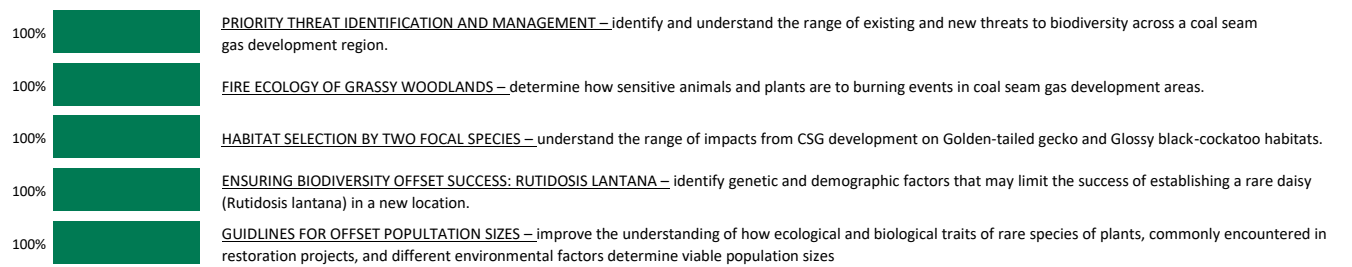 PRIORITY THREAT IDENTIFICATION AND MANAGEMENT – identify and understand the range of existing and new threats to biodiversity across a coal seam
100%
gas development region.
100%
FIRE ECOLOGY OF GRASSY WOODLANDS – determine how sensitive animals and plants are to burning events in coal seam gas development areas.
100%
HABITAT SELECTION BY TWO FOCAL SPECIES – understand the range of impacts from CSG development on Golden-tailed gecko and Glossy black-cockatoo habitats.
ENSURING BIODIVERSITY OFFSET SUCCESS: RUTIDOSIS LANTANA – identify genetic and demographic factors that may limit the success of establishing a rare daisy
100%
(Rutidosis lantana) in a new location.
GUIDLINES FOR OFFSET POPULTATION SIZES – improve the understanding of how ecological and biological traits of rare species of plants, commonly encountered in
100%
restoration projects, and different environmental factors determine viable population sizes